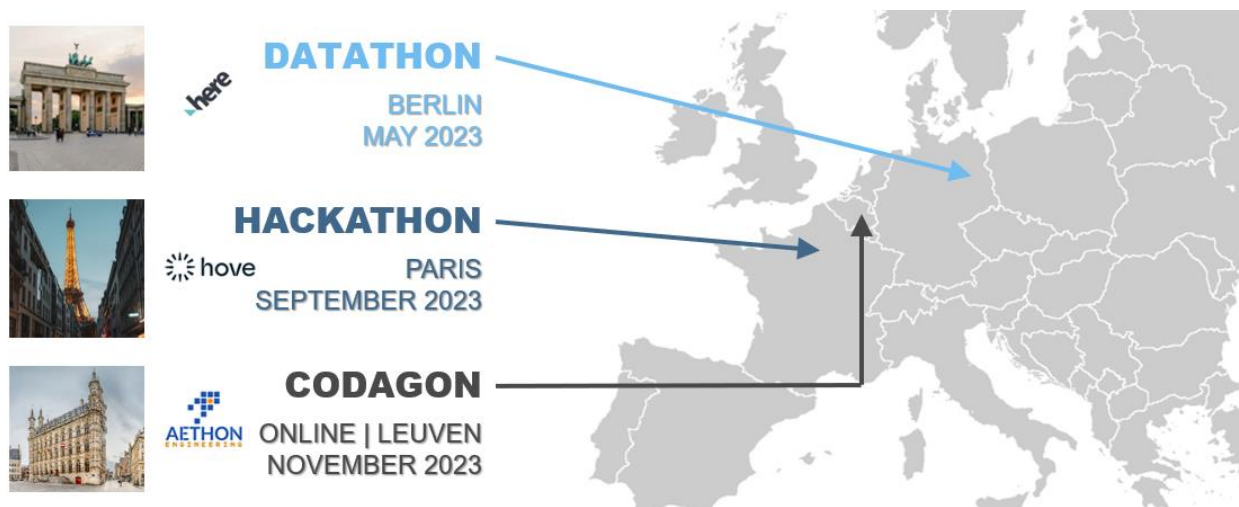 here
DATATHON
BERLIN
MAY 2023
hove
HACKATHON
PARIS
SEPTEMBER 2023
AETHON
ENGINEERING
CODAGON
ONLINE | LEUVEN
NOVEMBER 2023